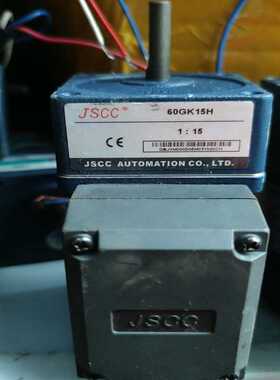 JSCC®
60GK15H
CE
1 : 15
JSCC AUTOMATION CO., LTD.
JSCC